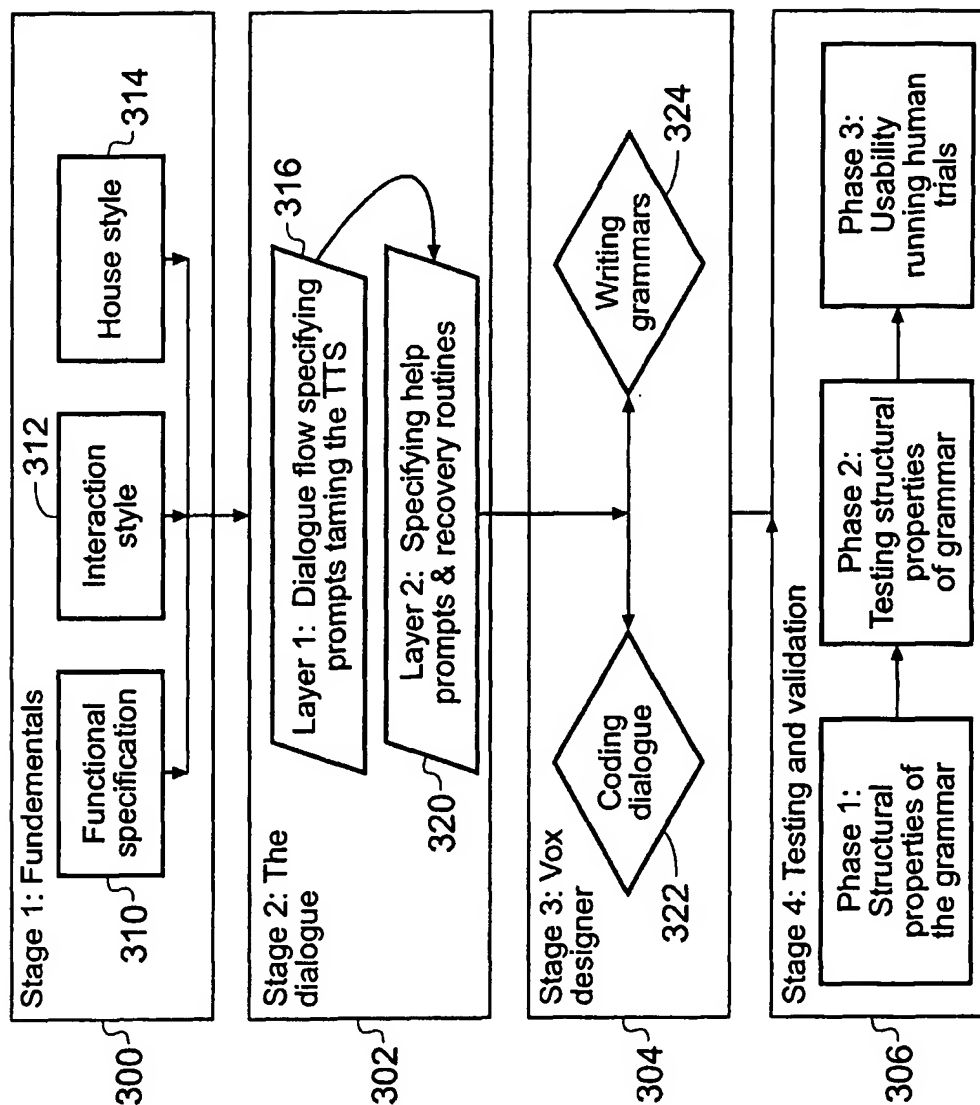 Stage 1: Fundementals
Functional
specification
Interaction
style
House style
310
312
314
300
Stage 2: The
dialogue
Layer 1: Dialogue flow specifying
prompts taming the TTS
316
Layer 2: Specifying help
prompts & recovery routines
320
302
Stage 3: Vox
designer
Coding
dialogue
Writing
grammars
322
324
304
Stage 4: Testing and validation
Phase 1:
Structural
properties of
the grammar
Phase 2:
Testing structural
properties
of grammar
Phase 3:
Usability
running human
trials
306